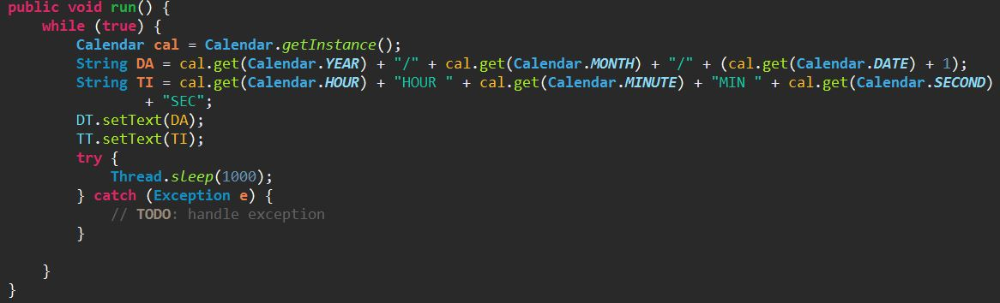 public void run() {
    while (true) {
        Calendar cal = Calendar.getInstance();
        String DA = cal.get(Calendar.YEAR) + "/" + cal.get(Calendar.MONTH) + "/" + (cal.get(Calendar.DATE) + 1);
        String TI = cal.get(Calendar.HOUR) + "HOUR " + cal.get(Calendar.MINUTE) + "MIN " + cal.get(Calendar.SECOND)
                + "SEC";
        DT.setText(DA);
        TT.setText(TI);
        try {
            Thread.sleep(1000);
        } catch (Exception e) {
            // TODO: handle exception
        }
    }
}